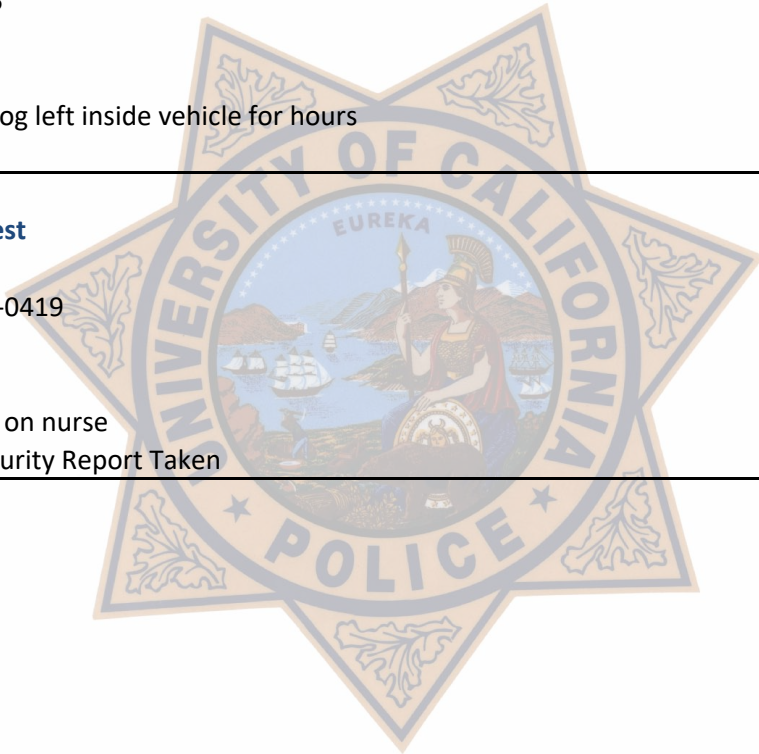 og left inside vehicle for hours
est
-0419
on nurse
urity Report Taken
UNIVERSITY OF CALIFORNIA
EUREKA
POLICE